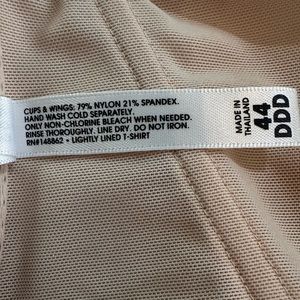 CUPS & WINGS: 79% NYLON 21% SPANDEX.
HAND WASH COLD SEPARATELY.
ONLY NON-CHLORINE BLEACH WHEN NEEDED.
RINSE THOROUGHLY. LINE DRY. DO NOT IRON.
RN#148862 • LIGHTLY LINED T-SHIRT
MADE IN
THAILAND
44
DDD